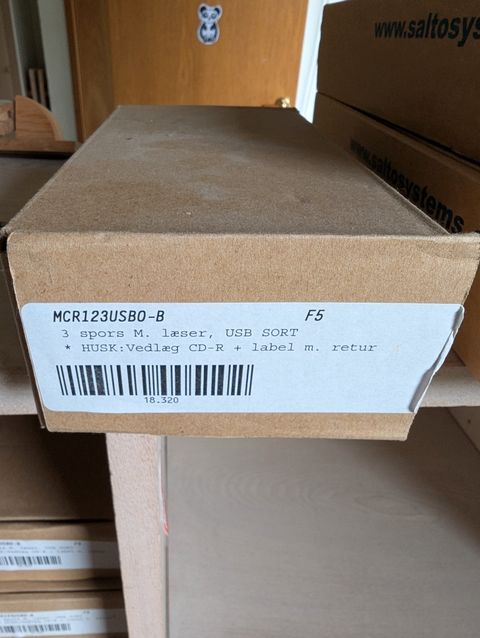 www.saltosys
www.saltosystems
MCR123USBO-B F5
3 spors M. læser, USB SORT
* HUSK:Vedlæg CD-R + label m. retur
18.320